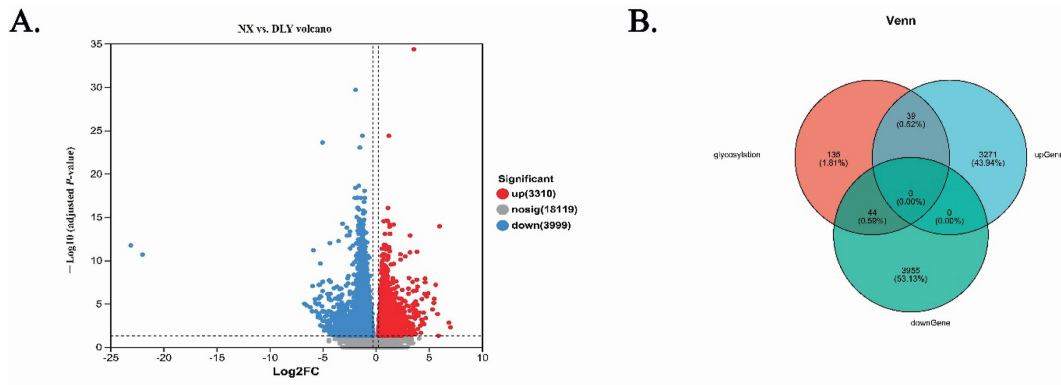 A.
NX vs. DLY volcano
35
30
25
20
15
10
5
0
—Log10 (adjusted P-value)
-25
-20
-15
-10
-5
0
5
10
Log2FC
Significant
up(3310)
nosig(18119)
down(3999)
B.
Venn
39
(0.52%)
135
(1.81%)
3271
(43.94%)
glycosylation
upGene
0
(0.00%)
44
(0.59%)
0
(0.00%)
3955
(53.13%)
downGene